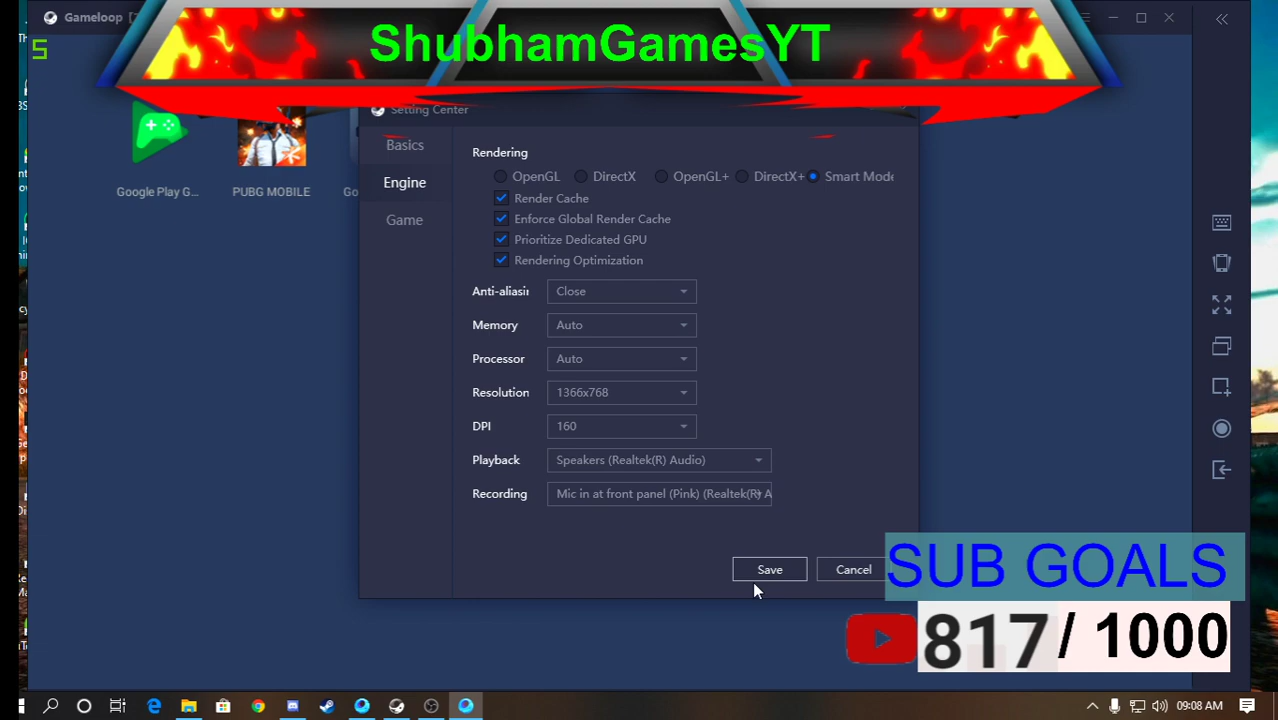 Gameloop
ShubhamGamesYT
S
Google Play G...
PUBG MOBILE
Go
Setting Center
Basics
Engine
Game
Rendering
OpenGL DirectX OpenGL+ DirectX+ Smart Mode
Render Cache
Enforce Global Render Cache
Prioritize Dedicated GPU
Rendering Optimization
Anti-aliasin Close
Memory Auto
Processor Auto
Resolution 1366x768
DPI 160
Playback Speakers (Realtek(R) Audio)
Recording Mic in at front panel (Pink) (Realtek(R) A
Save Cancel
SUB GOALS
817 / 1000
09:08 AM